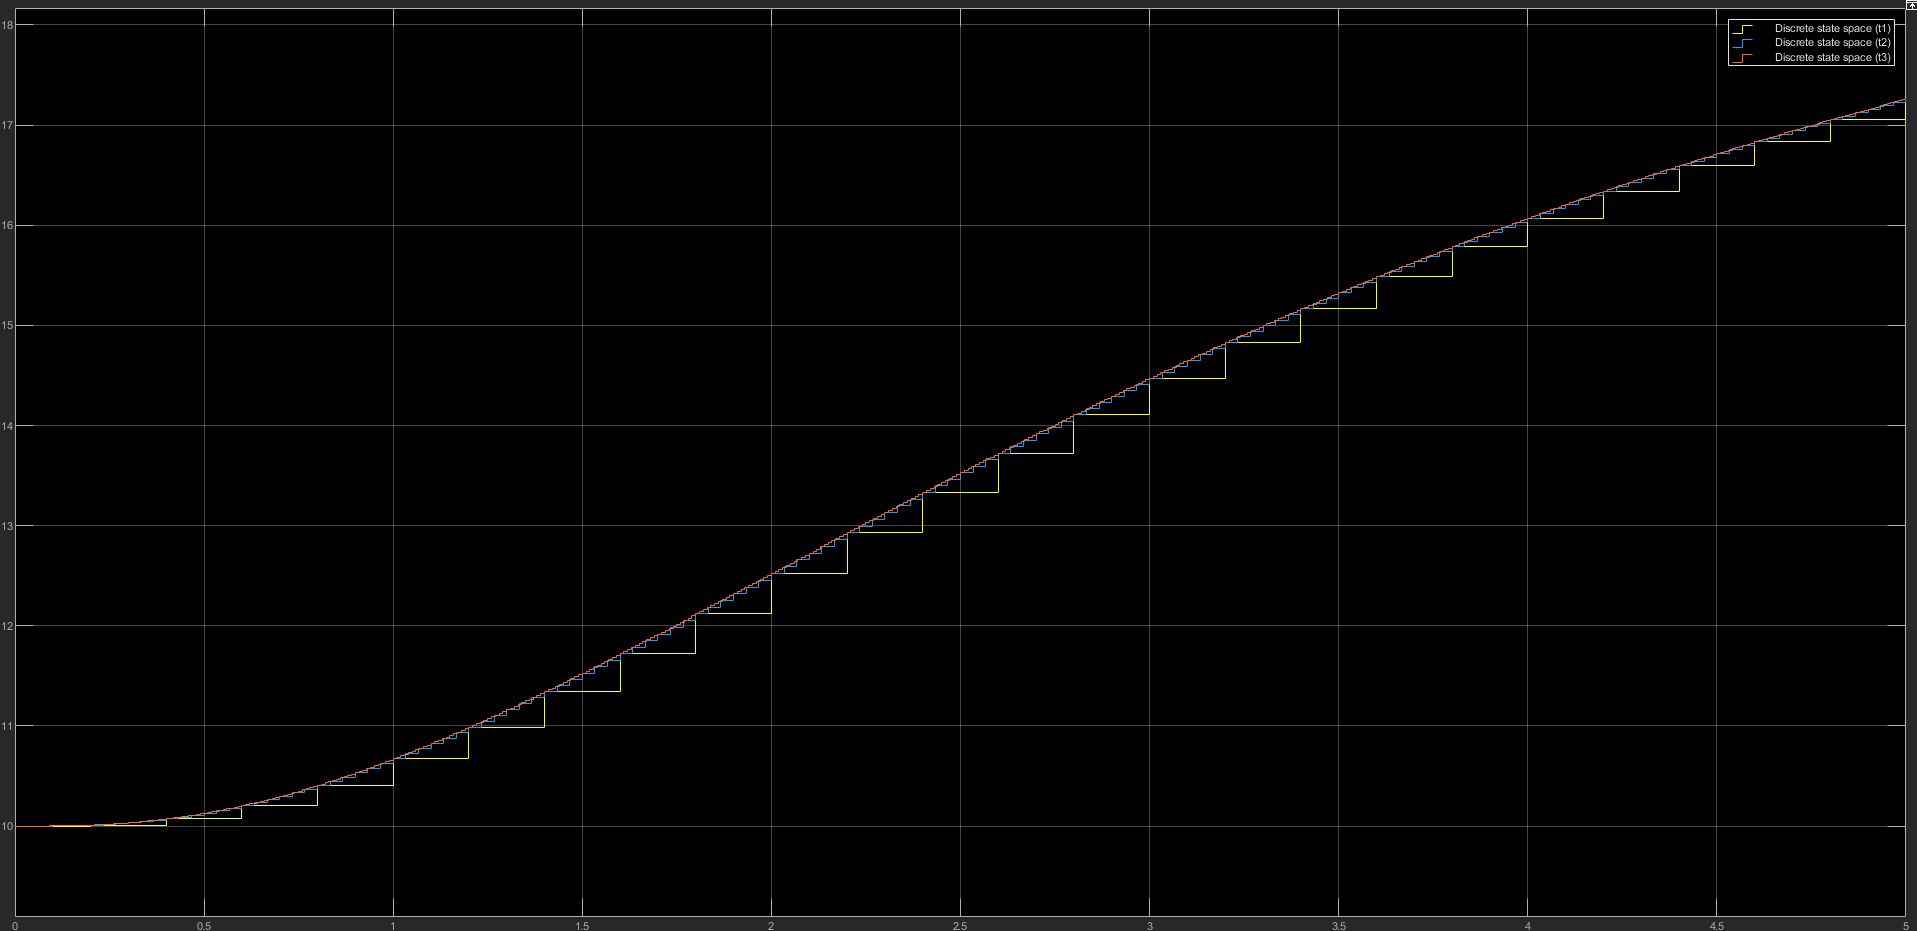 18
Discrete state space (t1)
Discrete state space (t2)
Discrete state space (t3)
17
16
15
14
13
12
11
10
0 0.5 1 1.5 2 2.5 3 3.5 4 4.5 5